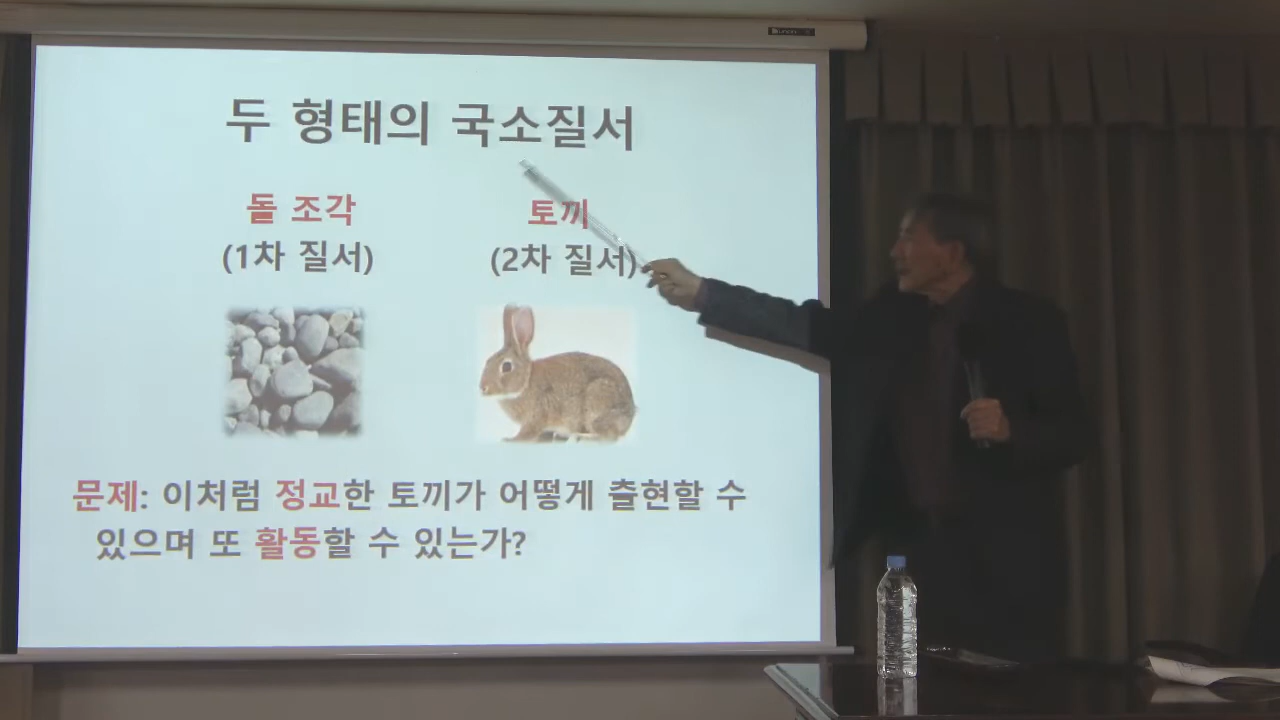 두 형태의 국소질서
돌 조각 토끼
(1차 질서) (2차 질서)
문제: 이처럼 정교한 토끼가 어떻게 출현할 수
있으며 또 활동할 수 있는가?